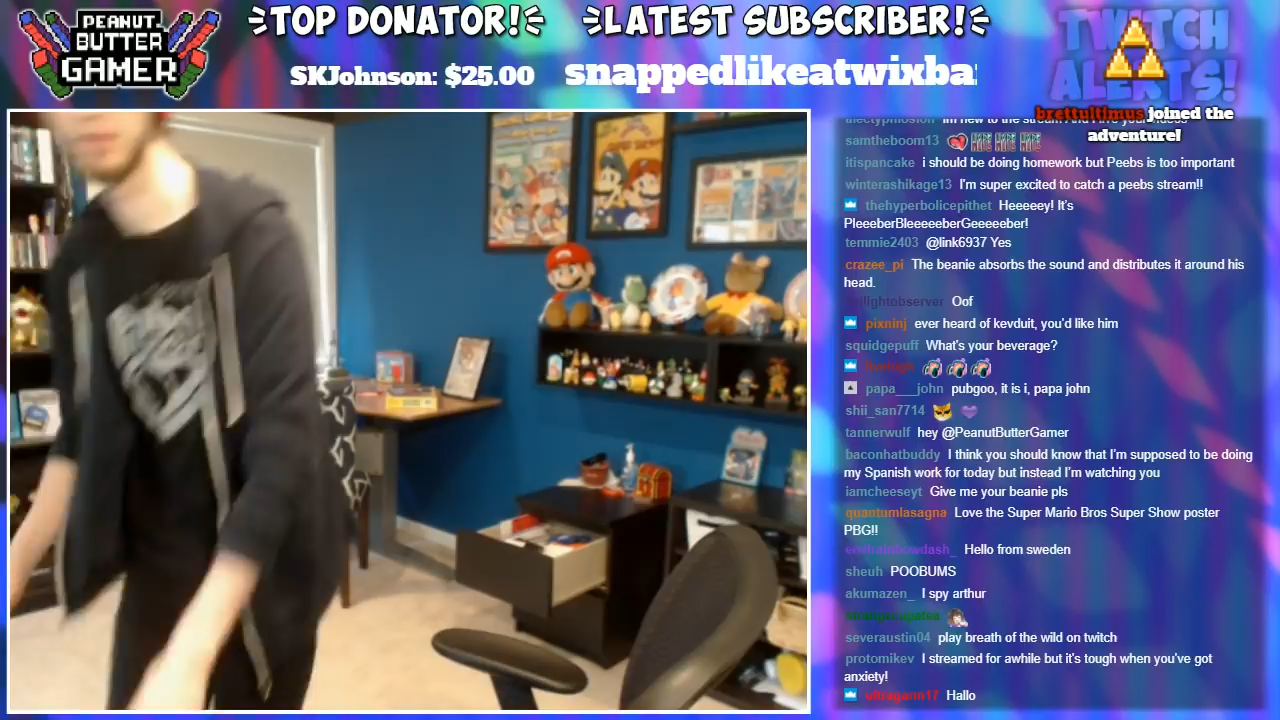 PEANUT
BUTTER
GAMER
TOP DONATOR!
LATEST SUBSCRIBER!
SKJohnson: $25.00
snappedlikeatwixba
TWITCH
ALERTS!
brettultimus joined the
adventure!
samtheboom13
itispancake i should be doing homework but Peebs is too important
winterashikage13 I'm super excited to catch a peebs stream!!
thehyperbolicepithet Heeeeey! It's
PleeeberBleeeeeberGeeeeeber!
temmie2403 @link6937 Yes
crazee_pi The beanie absorbs the sound and distributes it around his
head.
Oof
pixninj ever heard of kevduit, you'd like him
squidgepuff What's your beverage?
papa___john pubgoo, it is i, papa john
shii_san7714
tannerwulf hey @PeanutButterGamer
baconhatbuddy I think you should know that I'm supposed to be doing
my Spanish work for today but instead I'm watching you
iamcheeseyt Give me your beanie pls
quantumlasagna Love the Super Mario Bros Super Show poster
PBG!!
Hello from sweden
sheuh POOBUMS
akumazen_ I spy arthur
severaustin04 play breath of the wild on twitch
protomikev I streamed for awhile but it's tough when you've got
anxiety!
ultragann17 Hallo